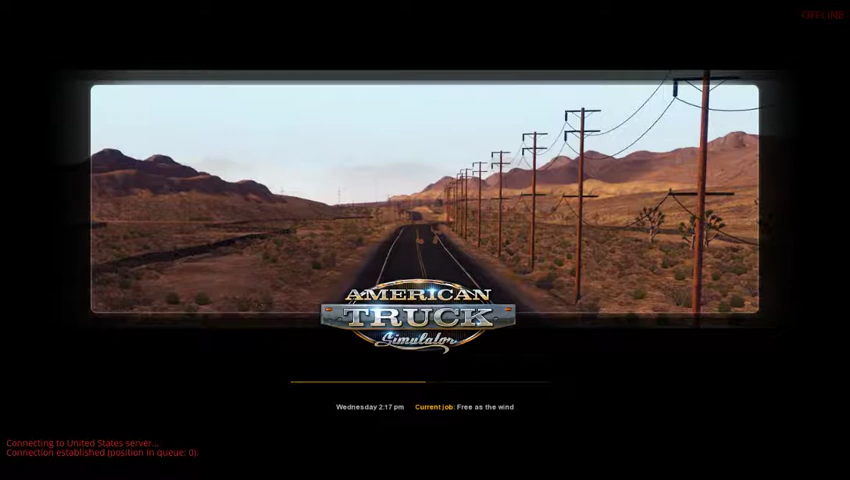 OFFLINE
AMERICAN
TRUCK
Simulator
Wednesday 2:17 pm Current job: Free as the wind
Connecting to United States server...
Connection established (position in queue: 0).